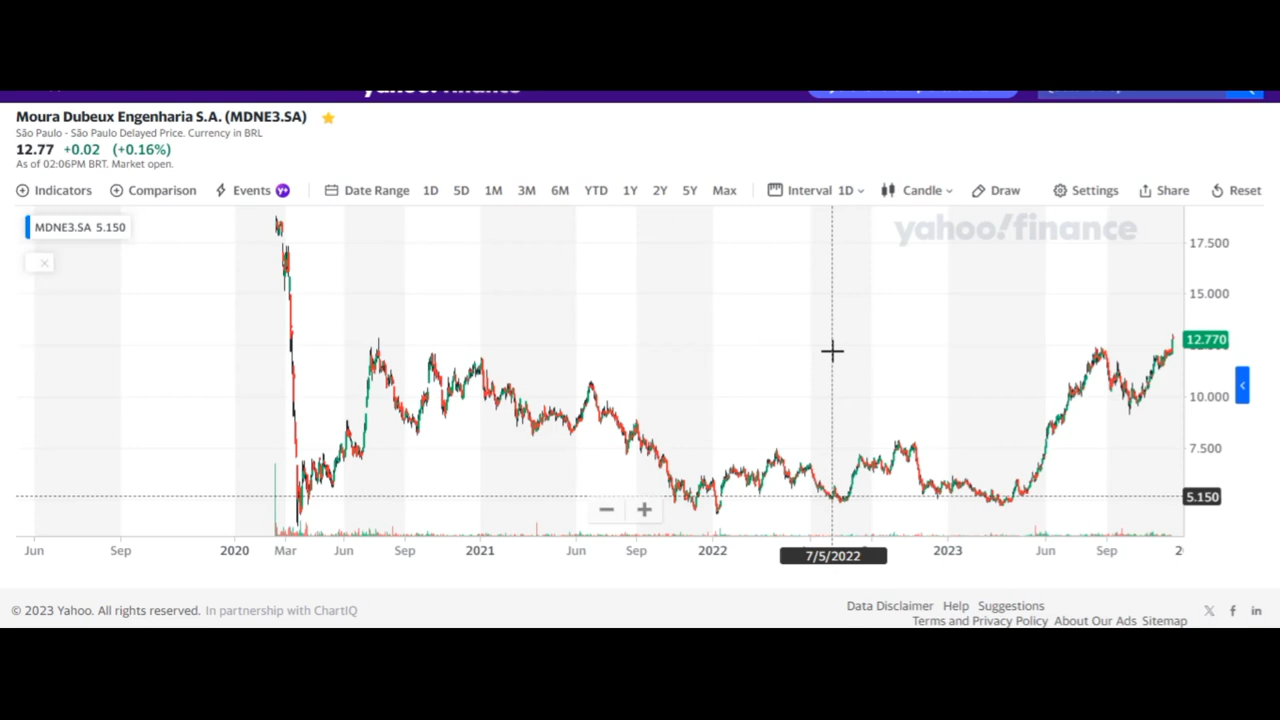 Moura Dubeux Engenharia S.A. (MDNE3.SA)
São Paulo - São Paulo Delayed Price. Currency in BRL
12.77 +0.02 (+0.16%)
As of 02:06PM BRT. Market open.
Indicators Comparison Events Y+ Date Range 1D 5D 1M 3M 6M YTD 1Y 2Y 5Y Max Interval 1D Candle Draw Settings Share Reset
MDNE3.SA 5.150
yahoo!finance
17.500
15.000
12.770
10.000
7.500
5.150
Jun Sep 2020 Mar Jun Sep 2021 Jun Sep 2022 7/5/2022 2023 Jun Sep
© 2023 Yahoo. All rights reserved. In partnership with ChartIQ
Data Disclaimer Help Suggestions
Terms and Privacy Policy About Our Ads Sitemap